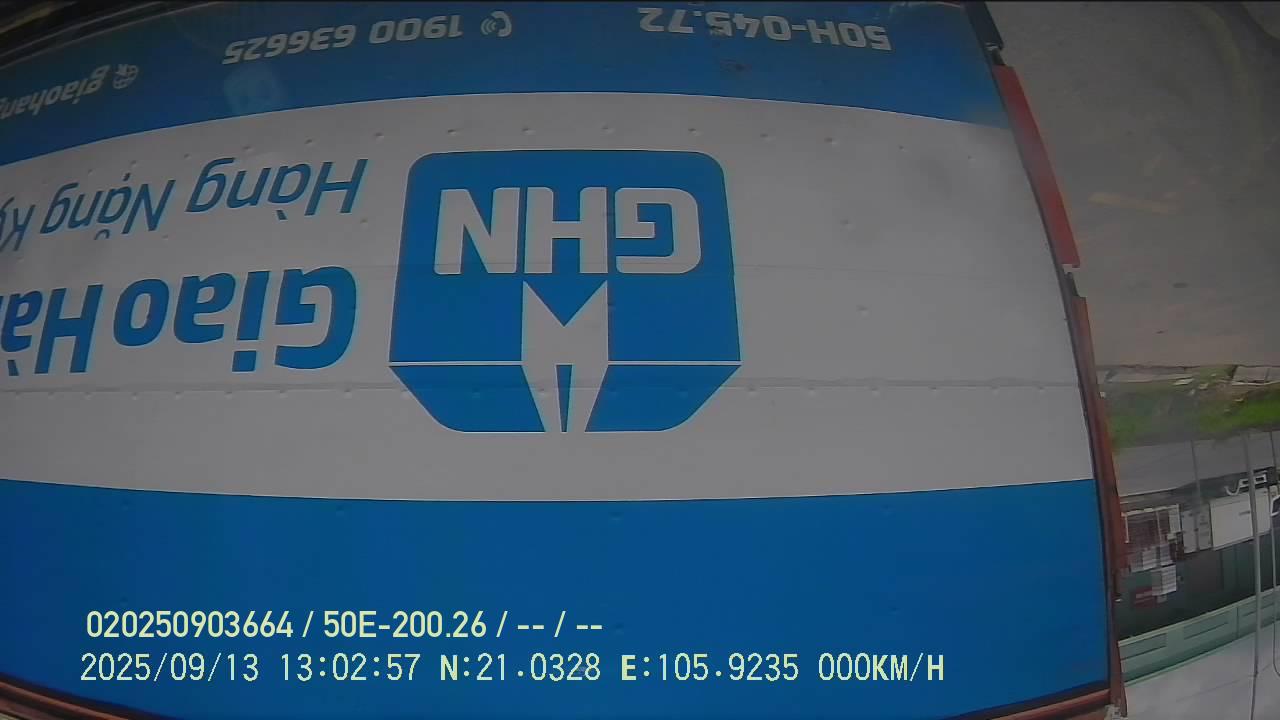 GHN
Giao Hà
Hàng Nặng Ký
50H-045.72
1900 636625
giaohan
020250903664 / 50E-200.26 / -- / --
2025/09/13 13:02:57 N:21.0328 E:105.9235 000KM/H